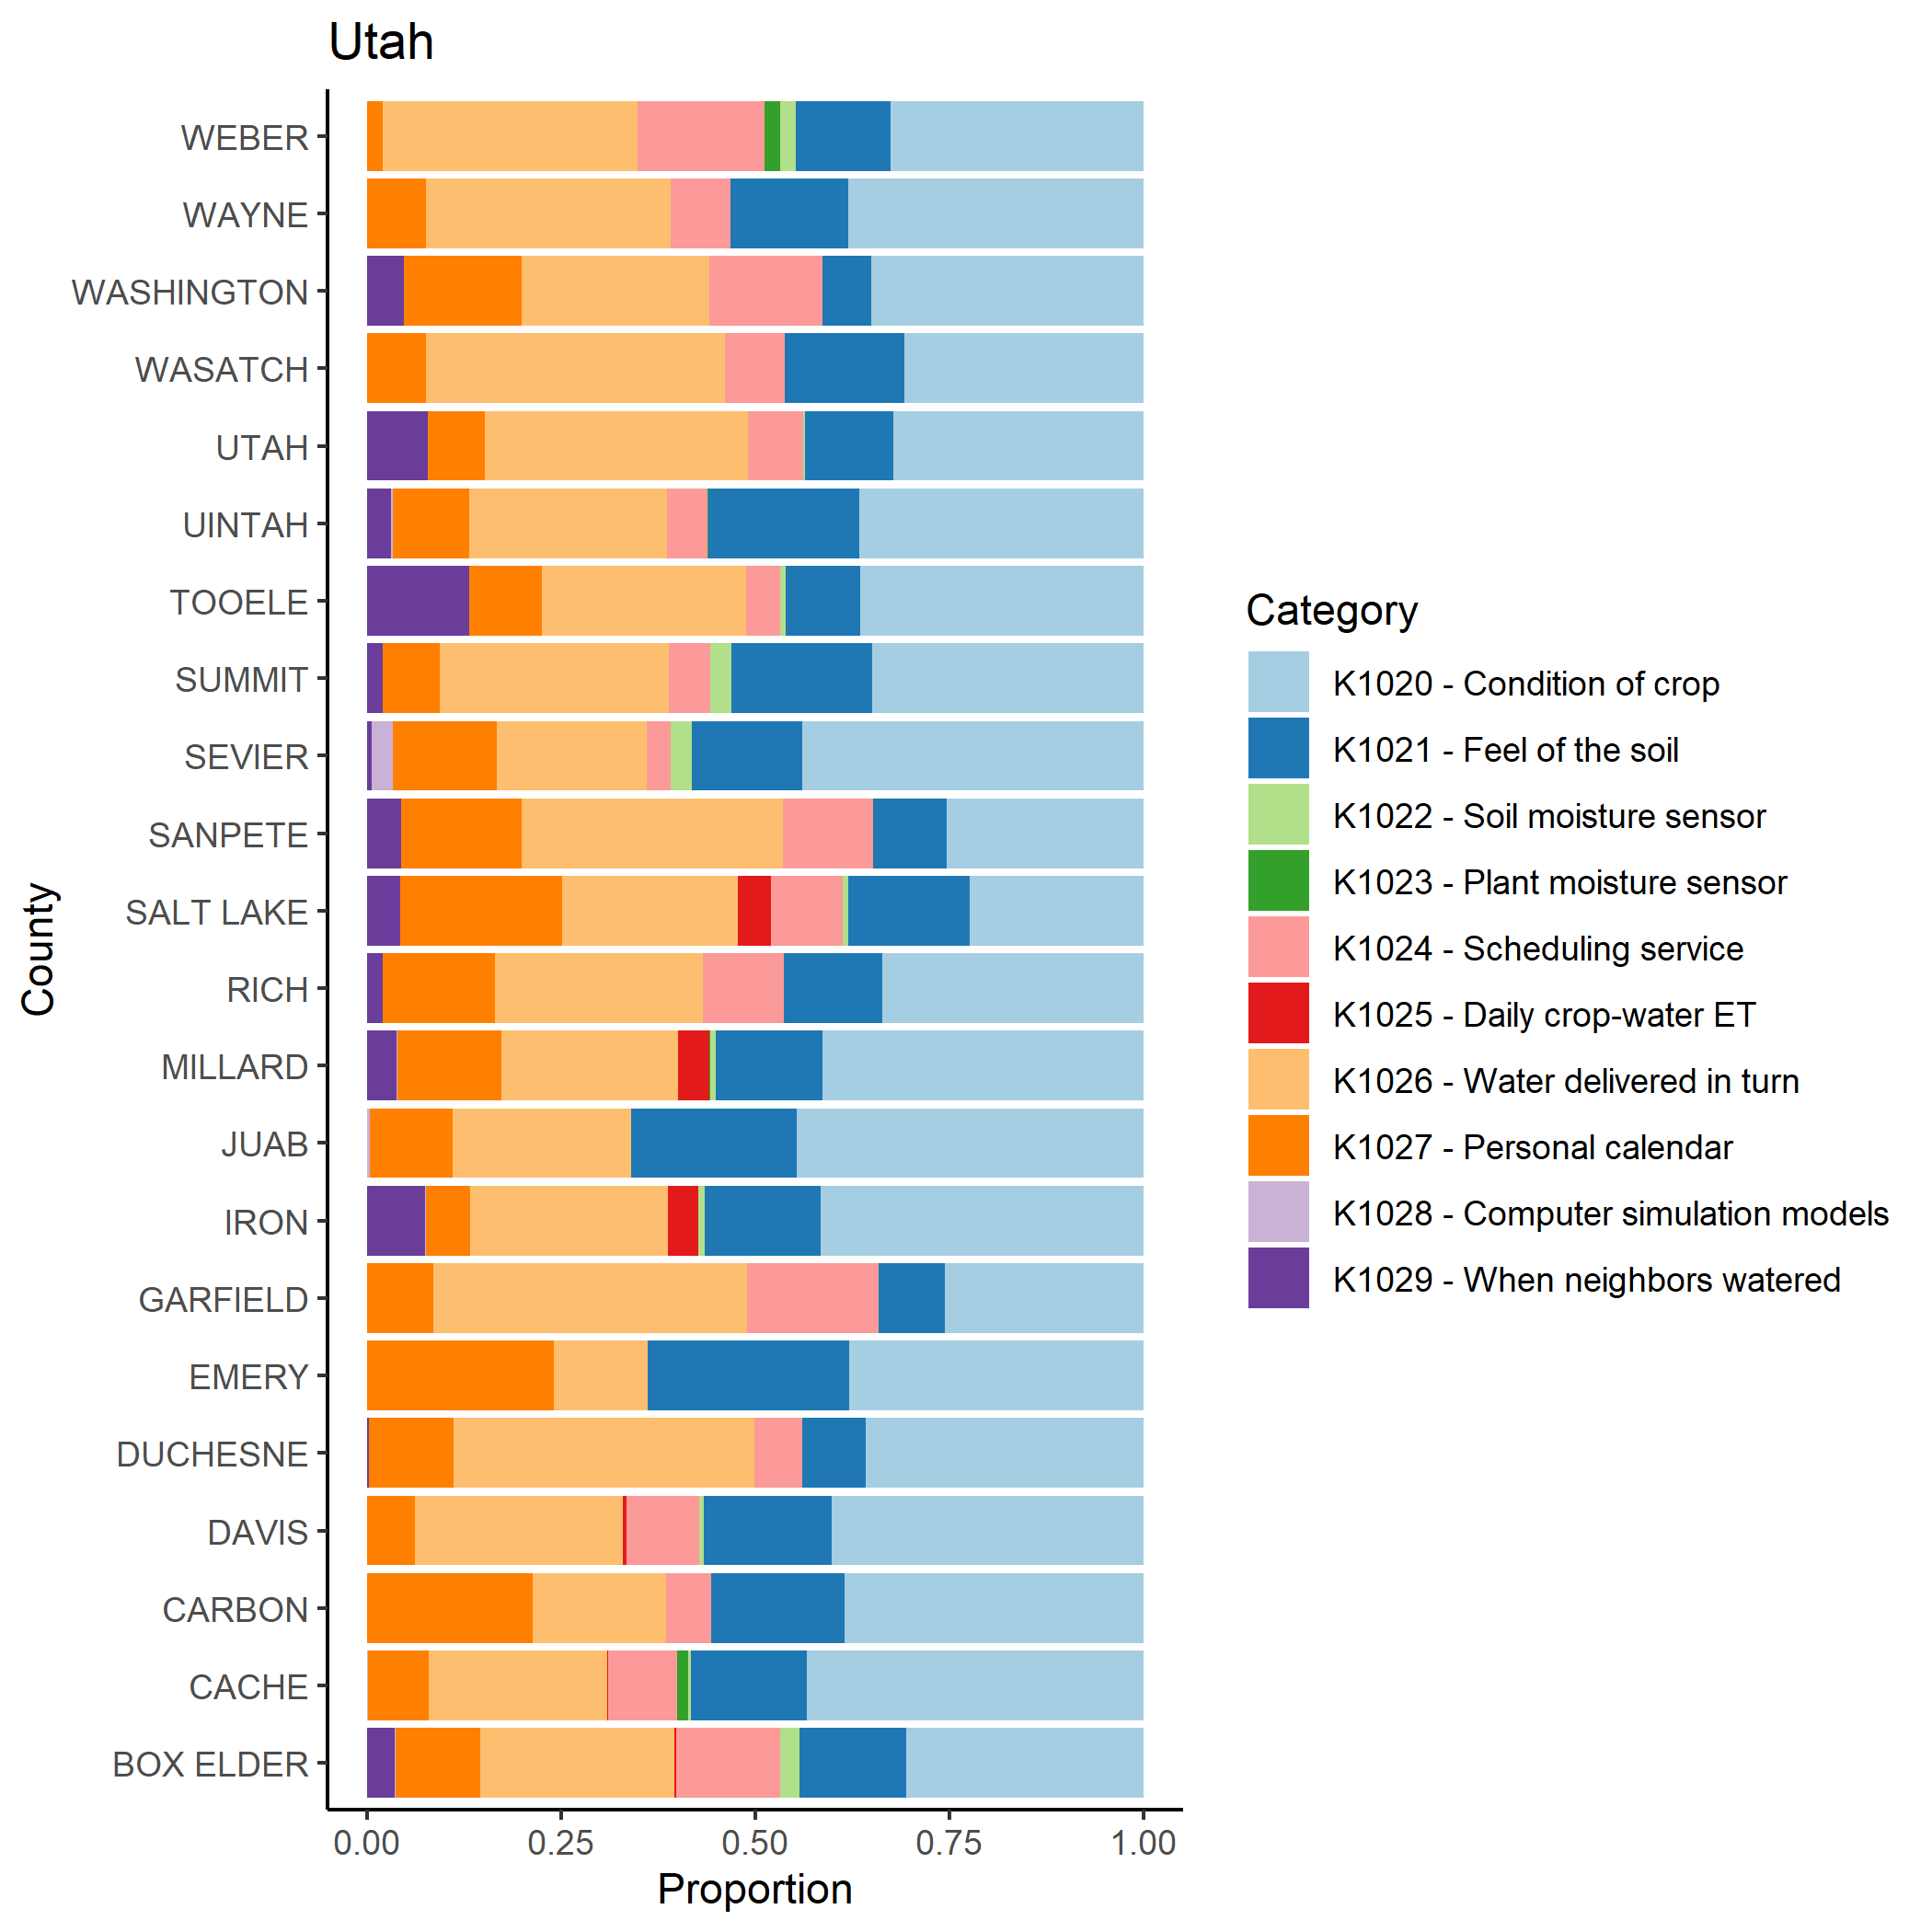 Utah
WEBER
WAYNE
WASHINGTON
WASATCH
UTAH
UINTAH
TOOELE
SUMMIT
SEVIER
SANPETE
SALT LAKE
RICH
MILLARD
JUAB
IRON
GARFIELD
EMERY
DUCHESNE
DAVIS
CARBON
CACHE
BOX ELDER
County
0.00 0.25 0.50 0.75 1.00
Proportion
Category
K1020 - Condition of crop
K1021 - Feel of the soil
K1022 - Soil moisture sensor
K1023 - Plant moisture sensor
K1024 - Scheduling service
K1025 - Daily crop-water ET
K1026 - Water delivered in turn
K1027 - Personal calendar
K1028 - Computer simulation models
K1029 - When neighbors watered